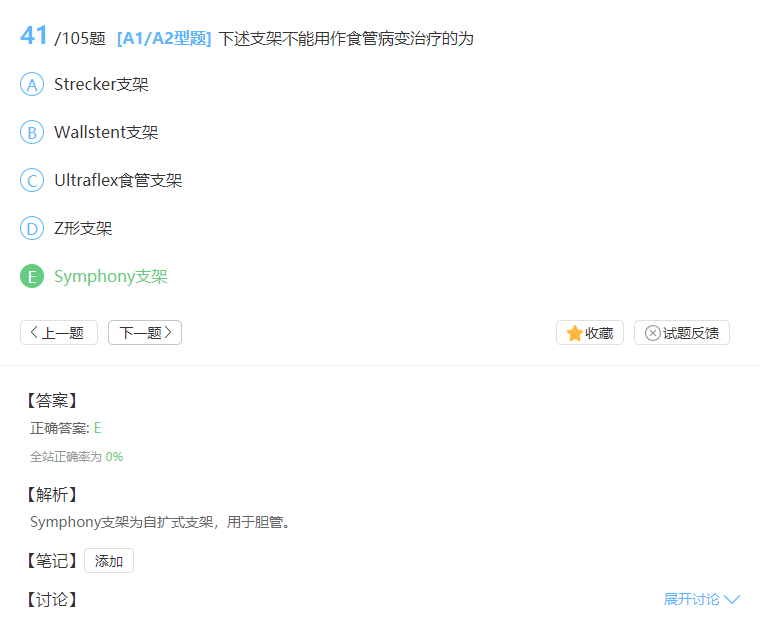 41 /105题 [A1/A2型题] 下述支架不能用作食管病变治疗的为
A Strecker支架
B Wallstent支架
C Ultraflex食管支架
D Z形支架
E Symphony支架
上一题 下一题 收藏 试题反馈
【答案】
正确答案: E
全站正确率为 0%
【解析】
Symphony支架为自扩式支架，用于胆管。
【笔记】 添加
【讨论】 展开讨论